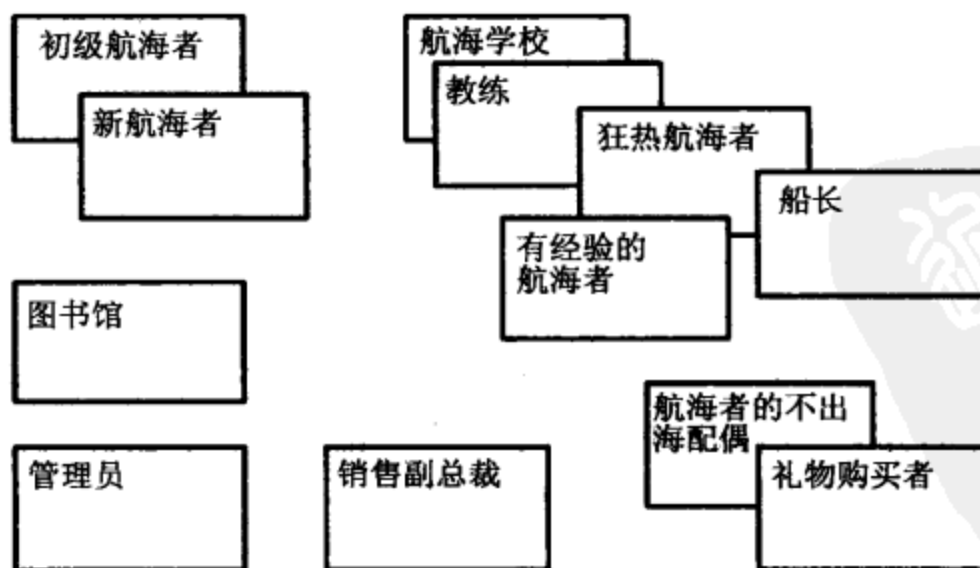 初级航海者
新航海者
航海学校
教练
狂热航海者
船长
有经验的
航海者
图书馆
航海者的不出
海配偶
管理员
销售副总裁
礼物购买者